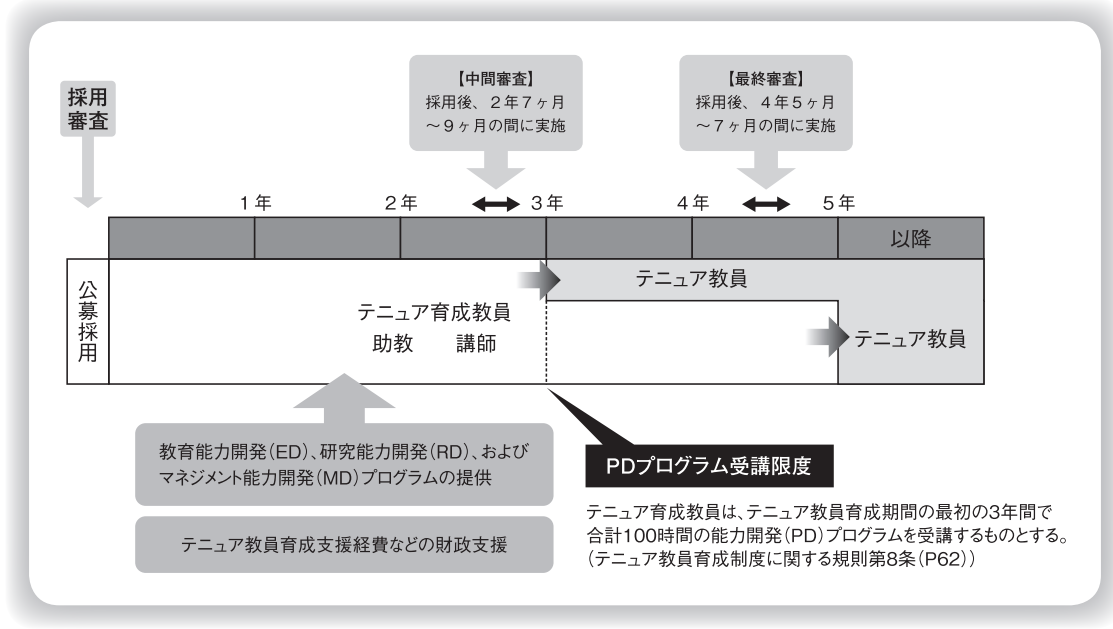 採用
審査
【中間審査】
採用後、2年7ヶ月
～9ヶ月の間に実施
【最終審査】
採用後、4年5ヶ月
～7ヶ月の間に実施
1年
2年
3年
4年
5年
以降
公募採用
テニュア育成教員
助教 講師
テニュア教員
テニュア教員
教育能力開発(ED)、研究能力開発(RD)、および
マネジメント能力開発(MD)プログラムの提供
テニュア教員育成支援経費などの財政支援
PDプログラム受講限度
テニュア育成教員は、テニュア教員育成期間の最初の3年間で
合計100時間の能力開発(PD)プログラムを受講するものとする。
(テニュア教員育成制度に関する規則第8条(P62))